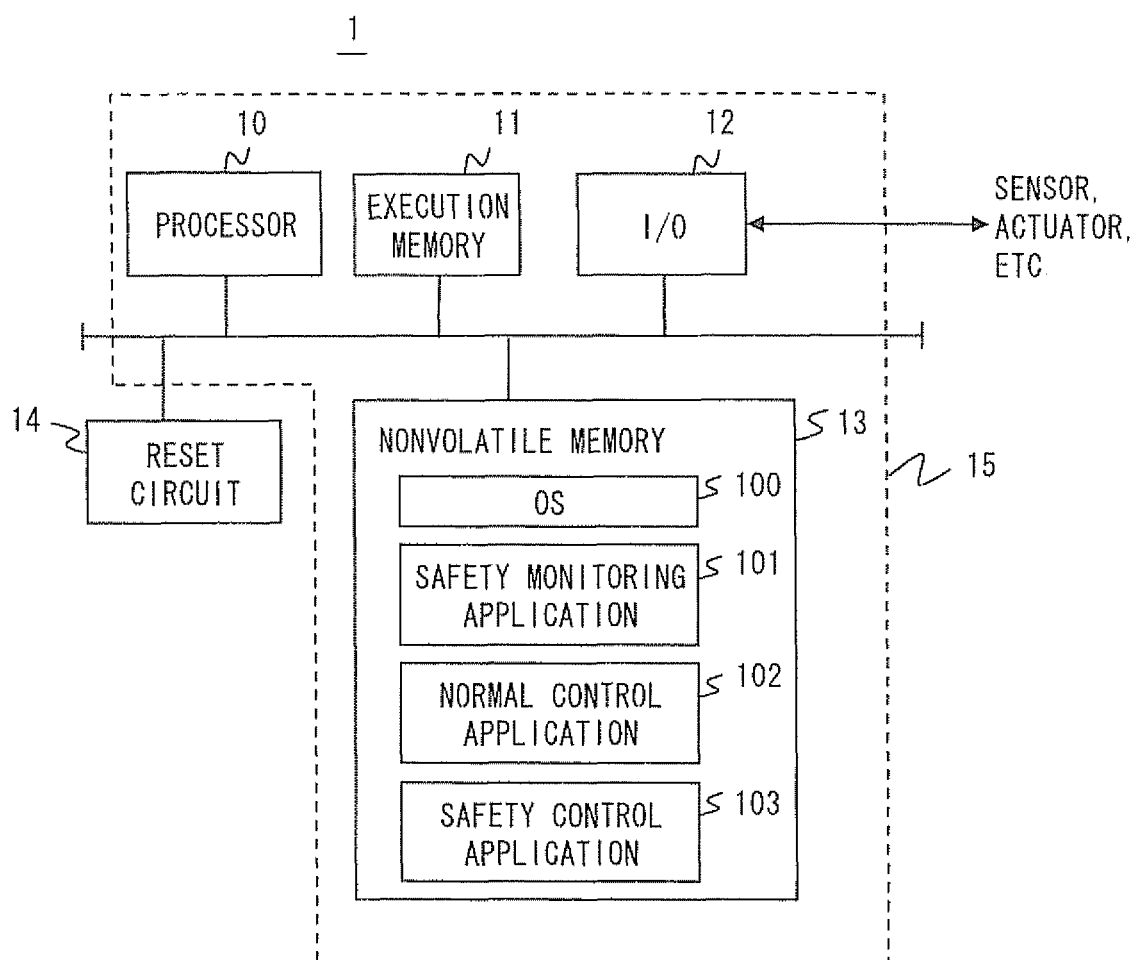 1
10
11
12
PROCESSOR
EXECUTION
MEMORY
I/O
SENSOR,
ACTUATOR,
ETC
14
RESET
CIRCUIT
NONVOLATILE MEMORY
13
15
OS
100
SAFETY MONITORING
APPLICATION
101
NORMAL CONTROL
APPLICATION
102
SAFETY CONTROL
APPLICATION
103